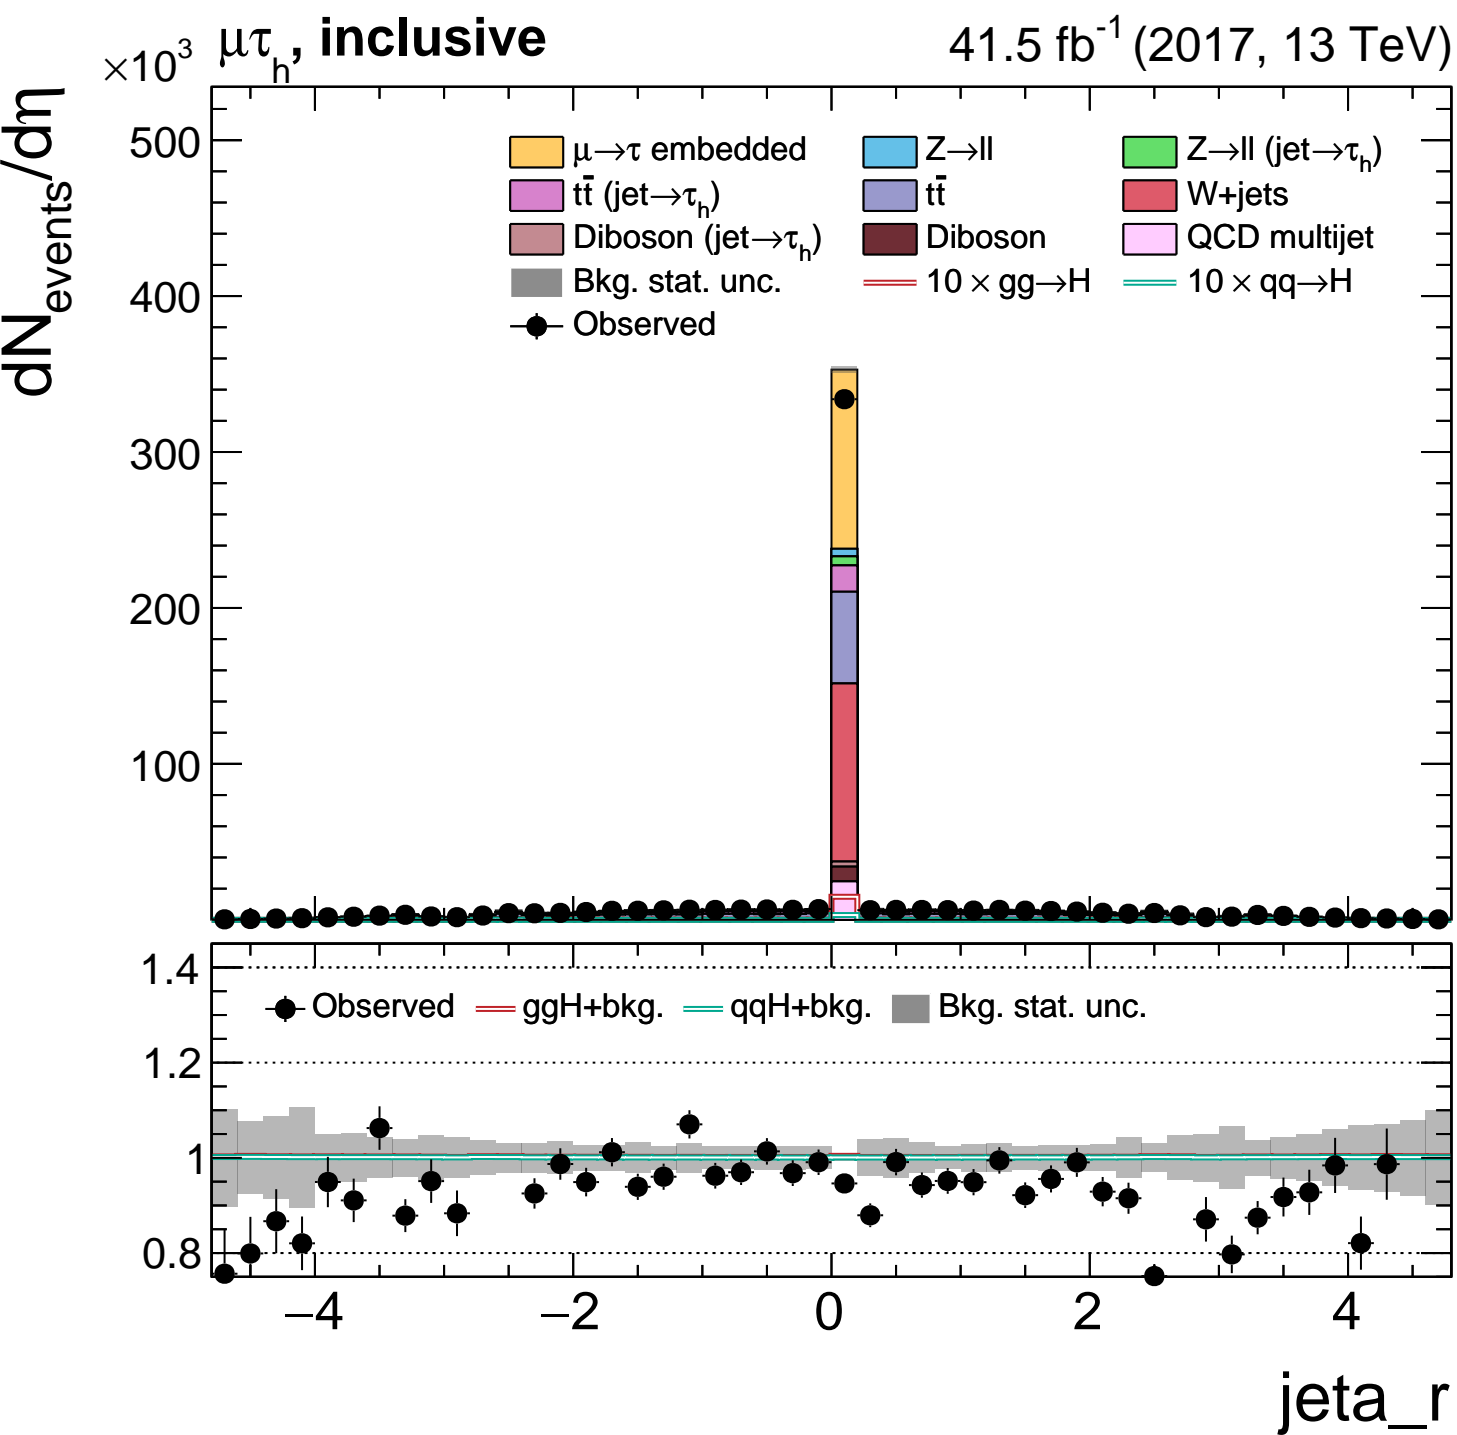 ×10³ μτₕ, inclusive 41.5 fb⁻¹ (2017, 13 TeV)
dN_events/dη
500
400
300
200
100
μ→τ embedded Z→ll Z→ll (jet→τₕ)
tt̄ (jet→τₕ) tt̄ W+jets
Diboson (jet→τₕ) Diboson QCD multijet
Bkg. stat. unc. 10 × gg→H 10 × qq→H
Observed
1.4
1.2
1
0.8
Observed ggH+bkg. qqH+bkg. Bkg. stat. unc.
−4 −2 0 2 4
jeta_r